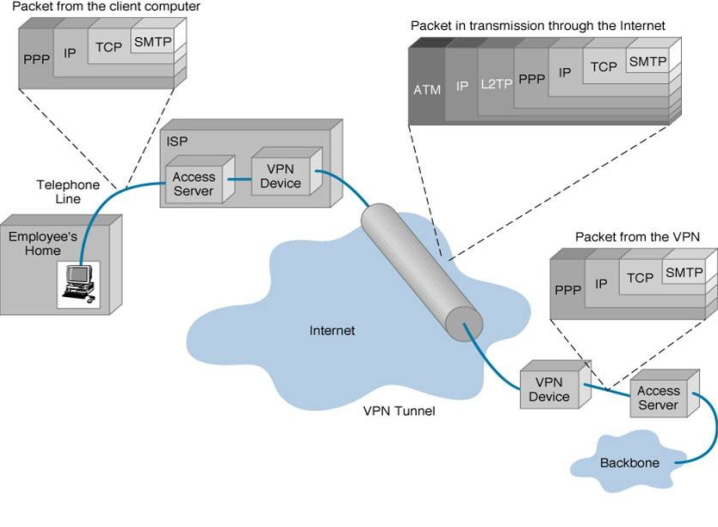 Packet from the client computer
PPP
IP
TCP
SMTP
Packet in transmission through the Internet
ATM
IP
L2TP
PPP
IP
TCP
SMTP
ISP
Access
Server
VPN
Device
Telephone
Line
Employee's
Home
Packet from the VPN
PPP
IP
TCP
SMTP
Internet
VPN Tunnel
VPN
Device
Access
Server
Backbone